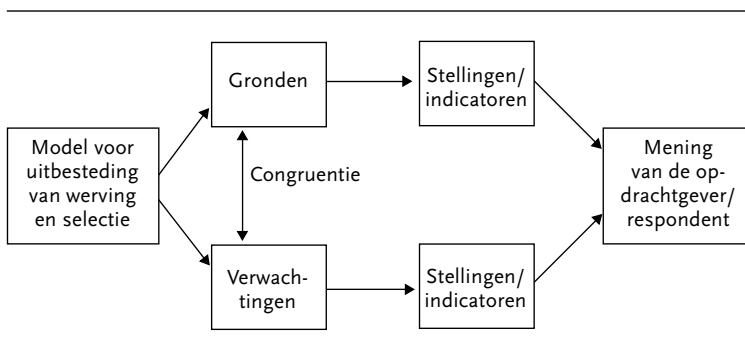 Gronden
Stellingen/
indicatoren
Model voor
uitbesteding
van werving
en selectie
Congruentie
Mening
van de op-
drachtgever/
respondent
Verwach-
tingen
Stellingen/
indicatoren